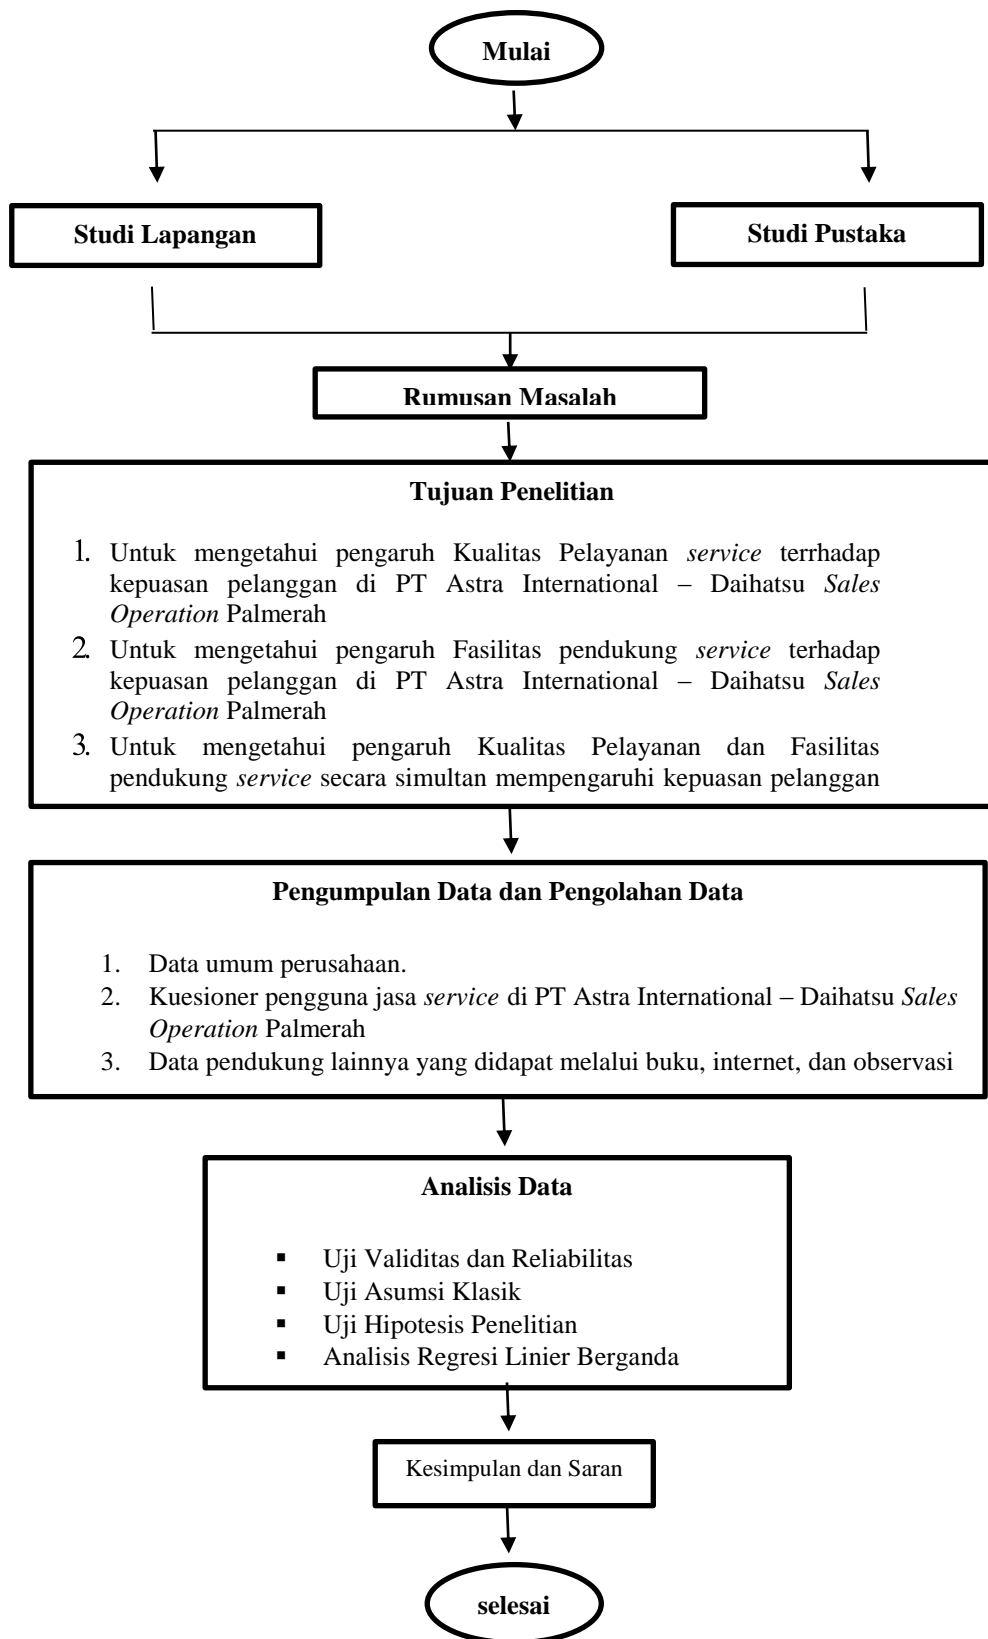 Mulai
Studi Lapangan
Studi Pustaka
Rumusan Masalah
Tujuan Penelitian
1. Untuk mengetahui pengaruh Kualitas Pelayanan service terrhadap
kepuasan pelanggan di PT Astra International – Daihatsu Sales
Operation Palmerah
2. Untuk mengetahui pengaruh Fasilitas pendukung service terhadap
kepuasan pelanggan di PT Astra International – Daihatsu Sales
Operation Palmerah
3. Untuk mengetahui pengaruh Kualitas Pelayanan dan Fasilitas
pendukung service secara simultan mempengaruhi kepuasan pelanggan
Pengumpulan Data dan Pengolahan Data
1. Data umum perusahaan.
2. Kuesioner pengguna jasa service di PT Astra International – Daihatsu Sales
Operation Palmerah
3. Data pendukung lainnya yang didapat melalui buku, internet, dan observasi
Analisis Data
▪ Uji Validitas dan Reliabilitas
▪ Uji Asumsi Klasik
▪ Uji Hipotesis Penelitian
▪ Analisis Regresi Linier Berganda
Kesimpulan dan Saran
selesai